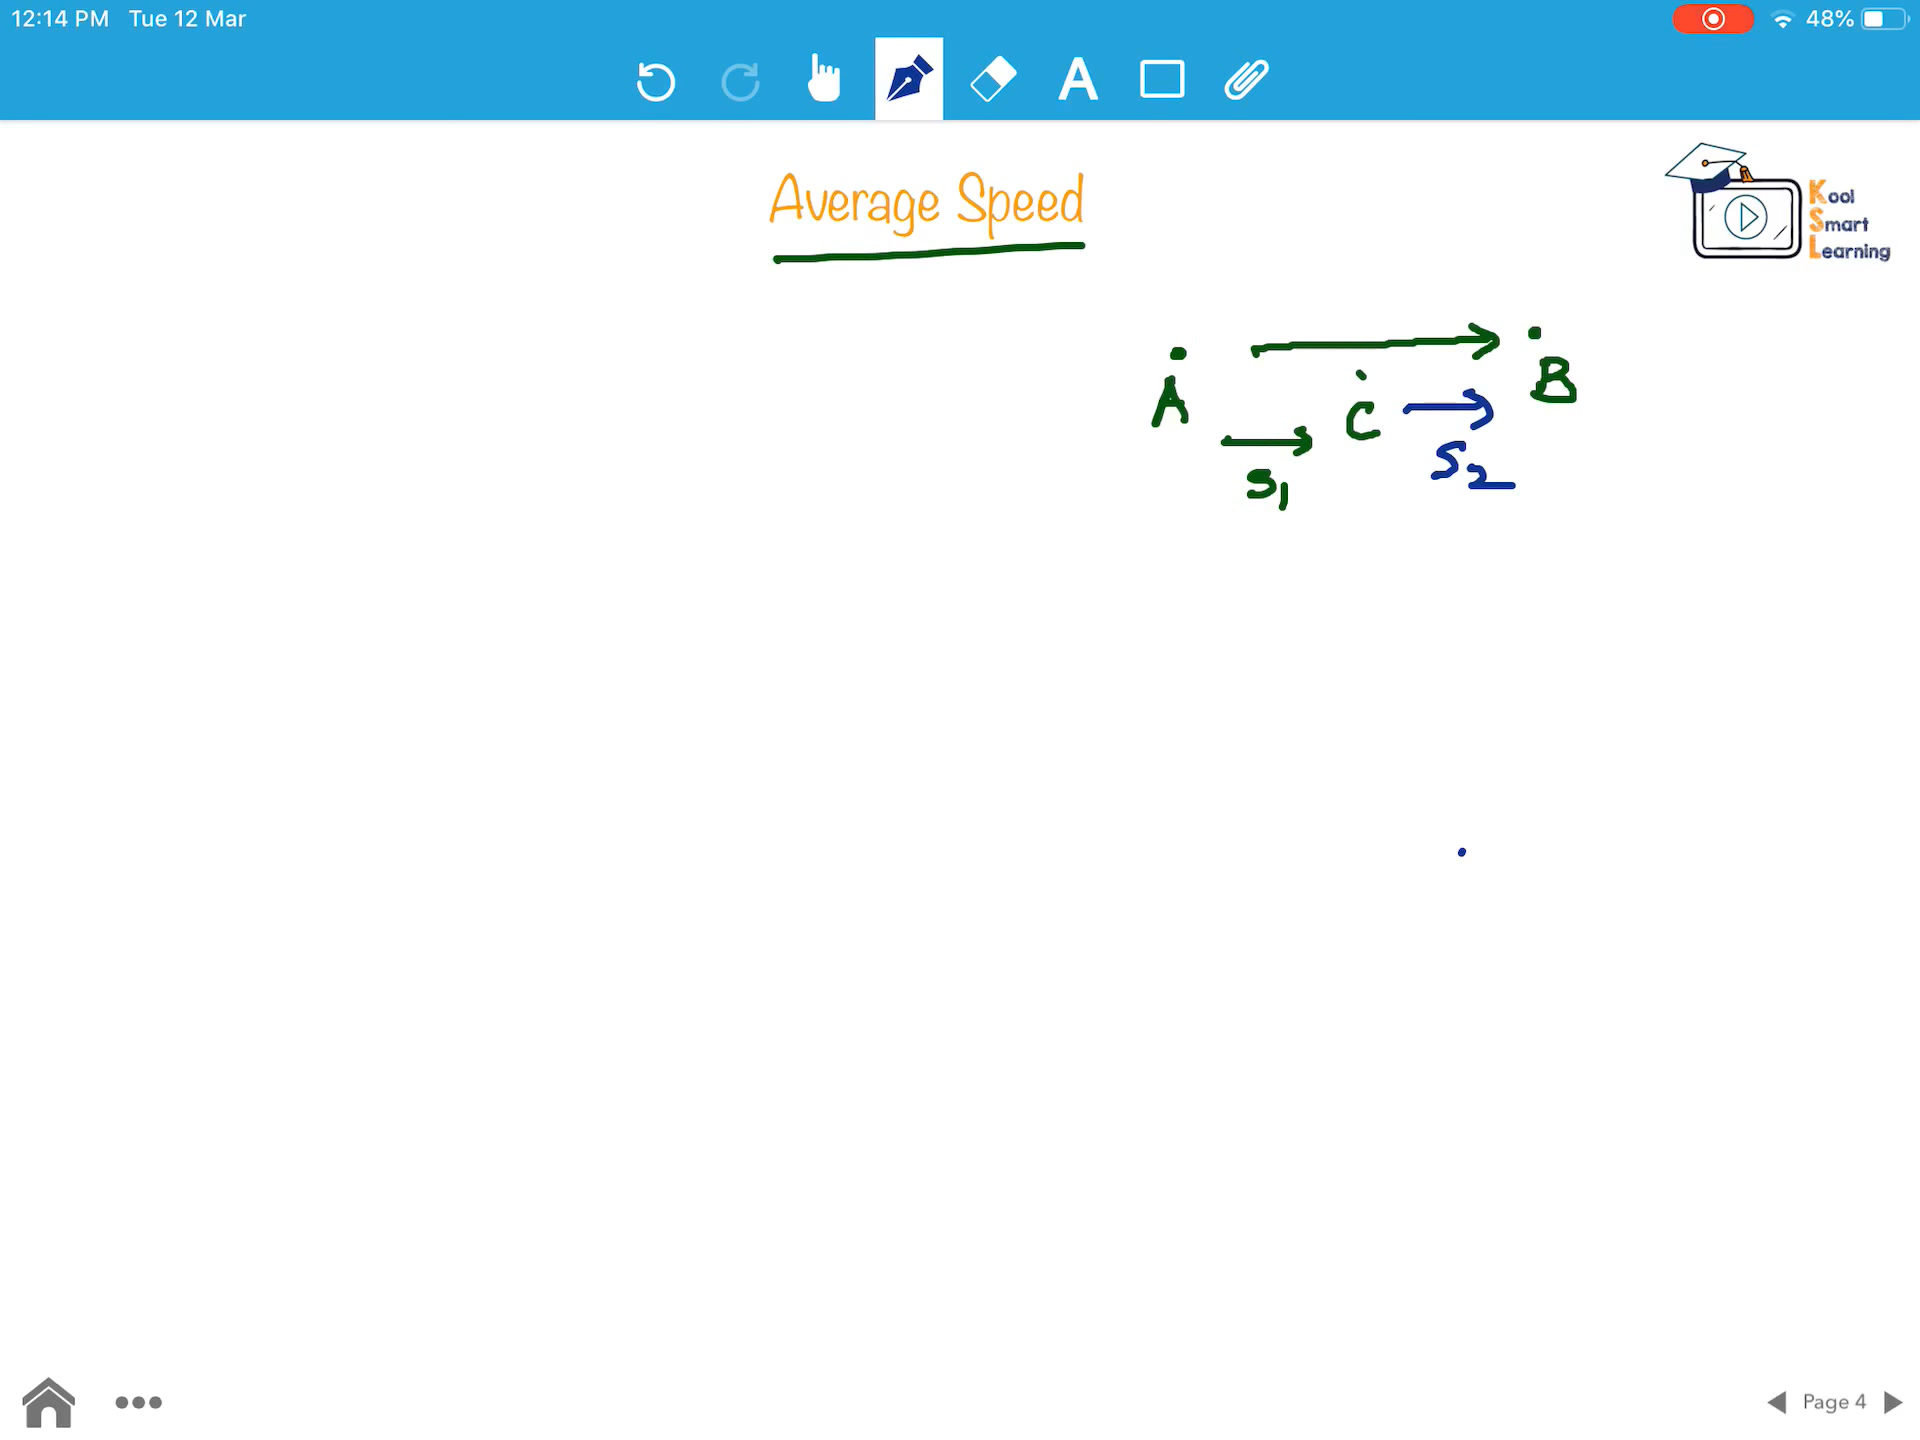 12:14 PM Tue 12 Mar
48%
A
Average Speed
Kool
Smart
Learning
A
B
C
S1
S2
Page 4